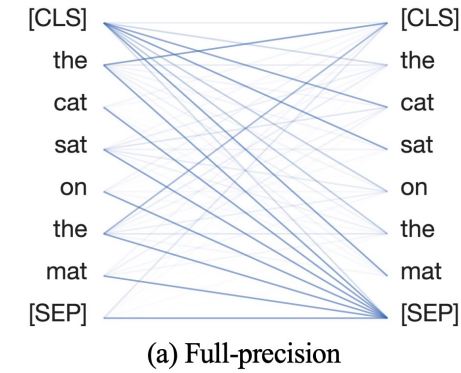 [CLS] [CLS]
the the
cat cat
sat sat
on on
the the
mat mat
[SEP] [SEP]
(a) Full-precision